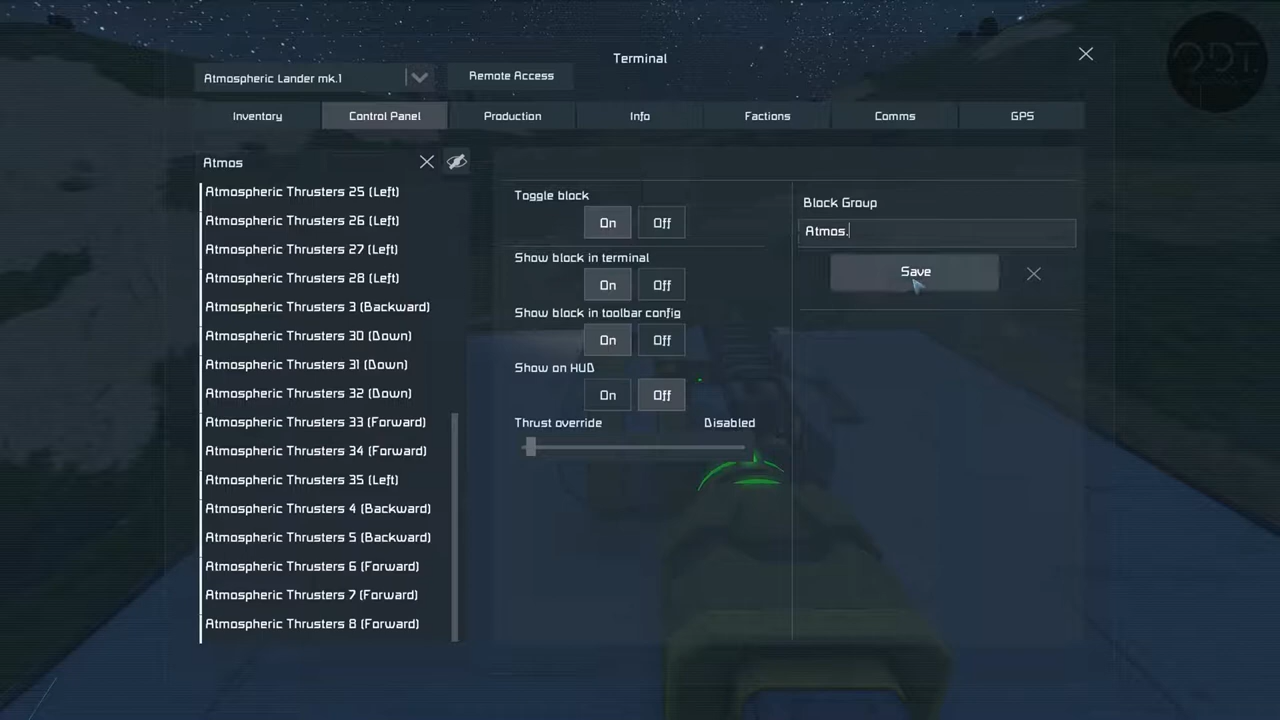 Terminal
Atmospheric Lander mk.1
Remote Access
Inventory
Control Panel
Production
Info
Factions
Comms
GPS
Atmos
Atmospheric Thrusters 25 (Left)
Atmospheric Thrusters 26 (Left)
Atmospheric Thrusters 27 (Left)
Atmospheric Thrusters 28 (Left)
Atmospheric Thrusters 3 (Backward)
Atmospheric Thrusters 30 (Down)
Atmospheric Thrusters 31 (Down)
Atmospheric Thrusters 32 (Down)
Atmospheric Thrusters 33 (Forward)
Atmospheric Thrusters 34 (Forward)
Atmospheric Thrusters 35 (Left)
Atmospheric Thrusters 4 (Backward)
Atmospheric Thrusters 5 (Backward)
Atmospheric Thrusters 6 (Forward)
Atmospheric Thrusters 7 (Forward)
Atmospheric Thrusters 8 (Forward)
Toggle block
On Off
Show block in terminal
On Off
Show block in toolbar config
On Off
Show on HUD
On Off
Thrust override Disabled
Block Group
Atmos.
Save